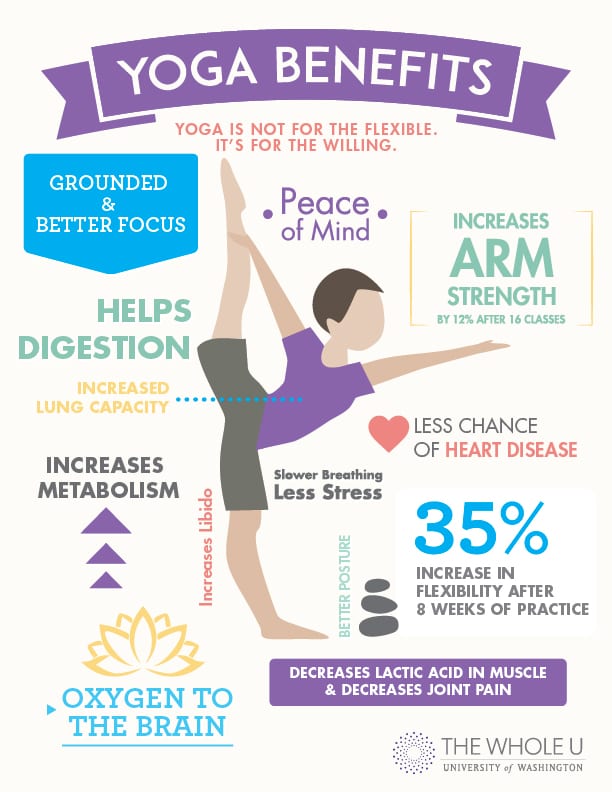 YOGA BENEFITS
YOGA IS NOT FOR THE FLEXIBLE.
IT'S FOR THE WILLING.
GROUNDED
&
BETTER FOCUS
Peace
of Mind
INCREASES
ARM
STRENGTH
BY 12% AFTER 16 CLASSES
HELPS
DIGESTION
INCREASED
LUNG CAPACITY
LESS CHANCE
OF HEART DISEASE
INCREASES
METABOLISM
Slower Breathing
Less Stress
Increases Libido
35%
INCREASE IN
FLEXIBILITY AFTER
8 WEEKS OF PRACTICE
BETTER POSTURE
OXYGEN TO
THE BRAIN
DECREASES LACTIC ACID IN MUSCLE
& DECREASES JOINT PAIN
THE WHOLE U
UNIVERSITY of WASHINGTON